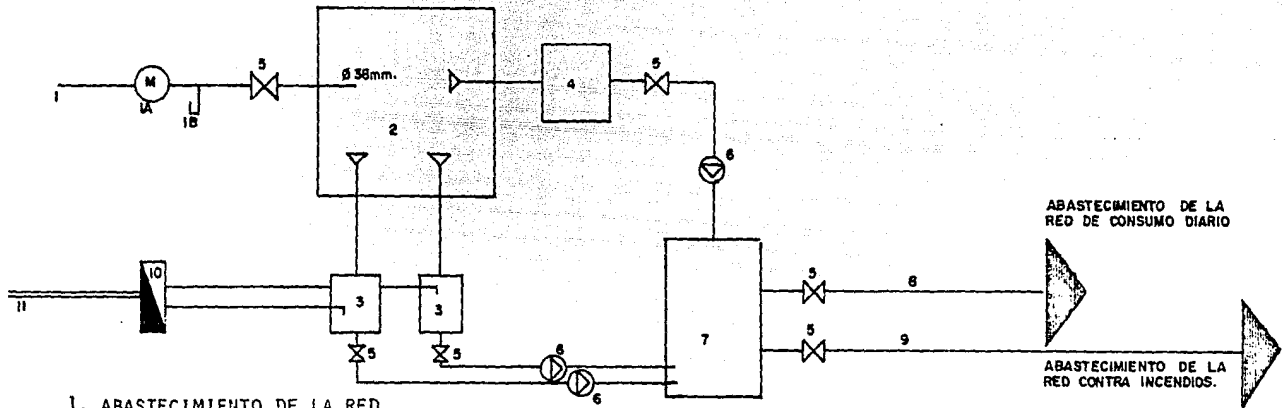 5
Ø 38mm.
4
5
1
M
1A
1B
2
6
ABASTECIMIENTO DE LA
RED DE CONSUMO DIARIO
10
5
8
11
3
3
7
5
9
5
5
6
6
ABASTECIMIENTO DE LA
RED CONTRA INCENDIOS.
1. ABASTECIMIENTO DE LA RED